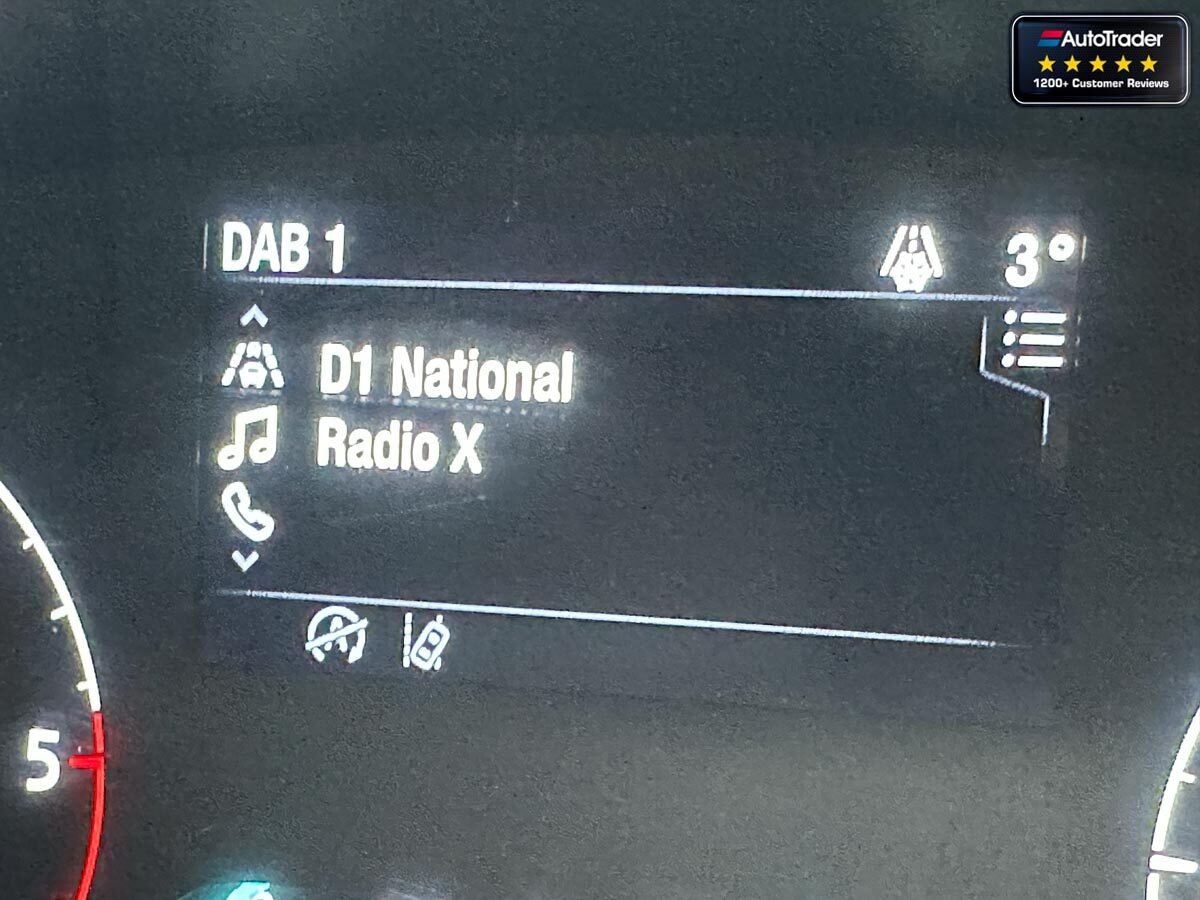 AutoTrader
1200+ Customer Reviews
DAB 1
3°
D1 National
Radio X
A
5